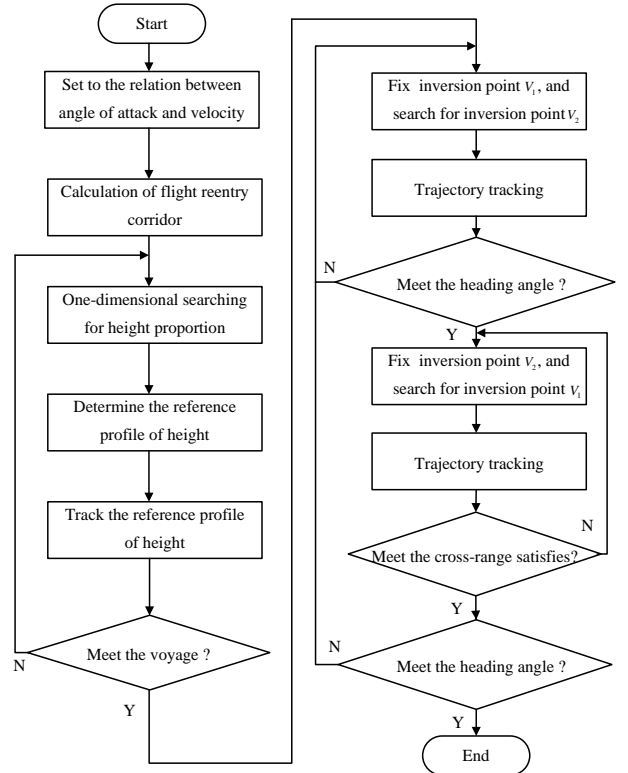 Start
Set to the relation between
angle of attack and velocity
Calculation of flight reentry
corridor
One-dimensional searching
for height proportion
Determine the reference
profile of height
Track the reference profile
of height
Meet the voyage ?
N
Y
Fix inversion point V₁, and
search for inversion point V₂
Trajectory tracking
N
Meet the heading angle ?
Y
Fix inversion point V₂, and
search for inversion point V₁
Trajectory tracking
N
Meet the cross-range satisfies?
Y
N
Meet the heading angle ?
Y
End